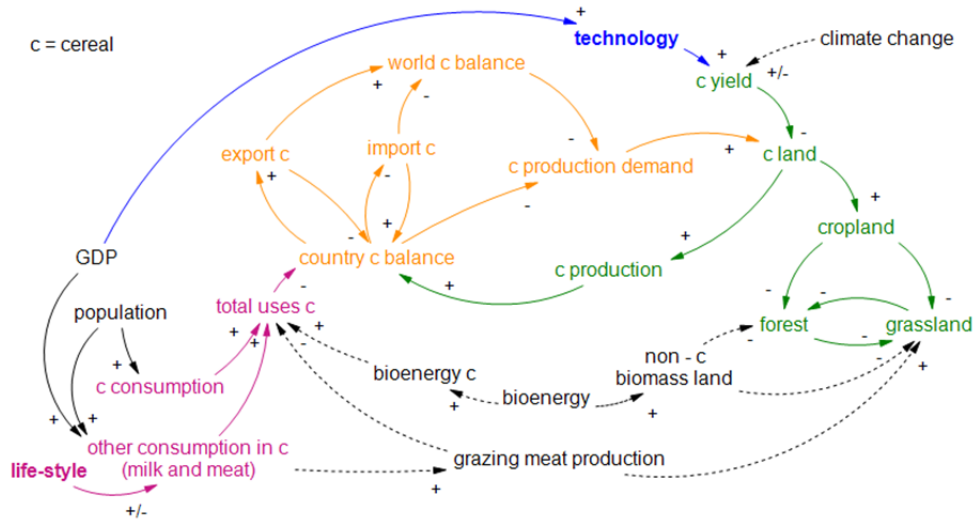 +
c = cereal
technology
climate change
+
+/-
world c balance
c yield
+
-
-
-
export c
import c
+
c land
+
-
c production demand
-
+
+
+
cropland
GDP
-
country c balance
c production
+
total uses c
-
-
-
population
+
+
+
-
forest
-
grassland
-
-
-
+
+
c consumption
bioenergy c
non - c
biomass land
+
bioenergy
+
+
+
other consumption in c
(milk and meat)
life-style
grazing meat production
+
+/-